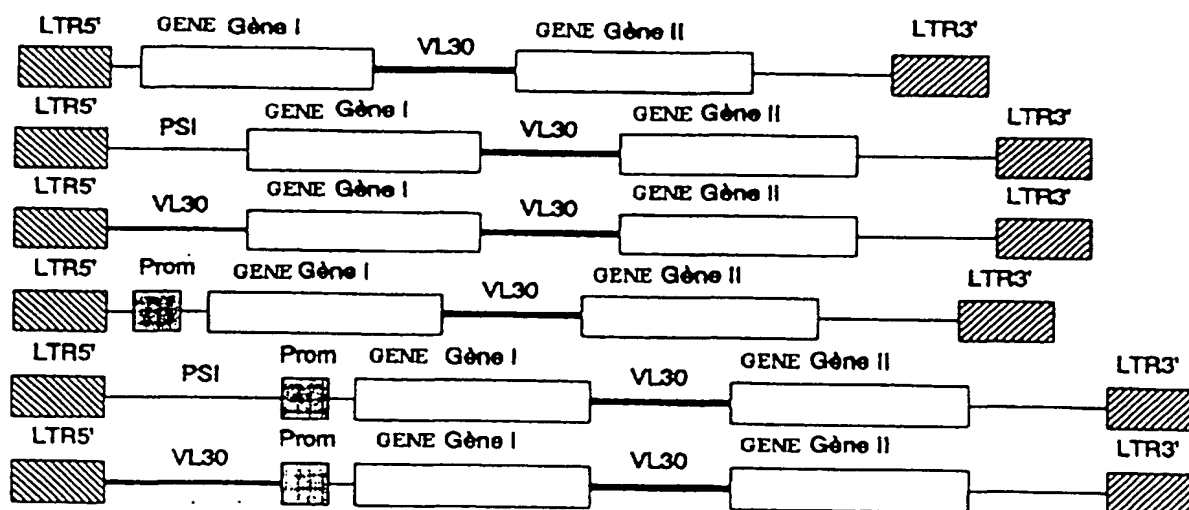 LTR5' GENE Gène I VL30 GENE Gène II LTR3'
LTR5' PSI GENE Gène I VL30 GENE Gène II LTR3'
LTR5' VL30 GENE Gène I VL30 GENE Gène II LTR3'
LTR5' Prom GENE Gène I VL30 GENE Gène II LTR3'
LTR5' PSI Prom GENE Gène I VL30 GENE Gène II LTR3'
LTR5' VL30 Prom GENE Gène I VL30 GENE Gène II LTR3'